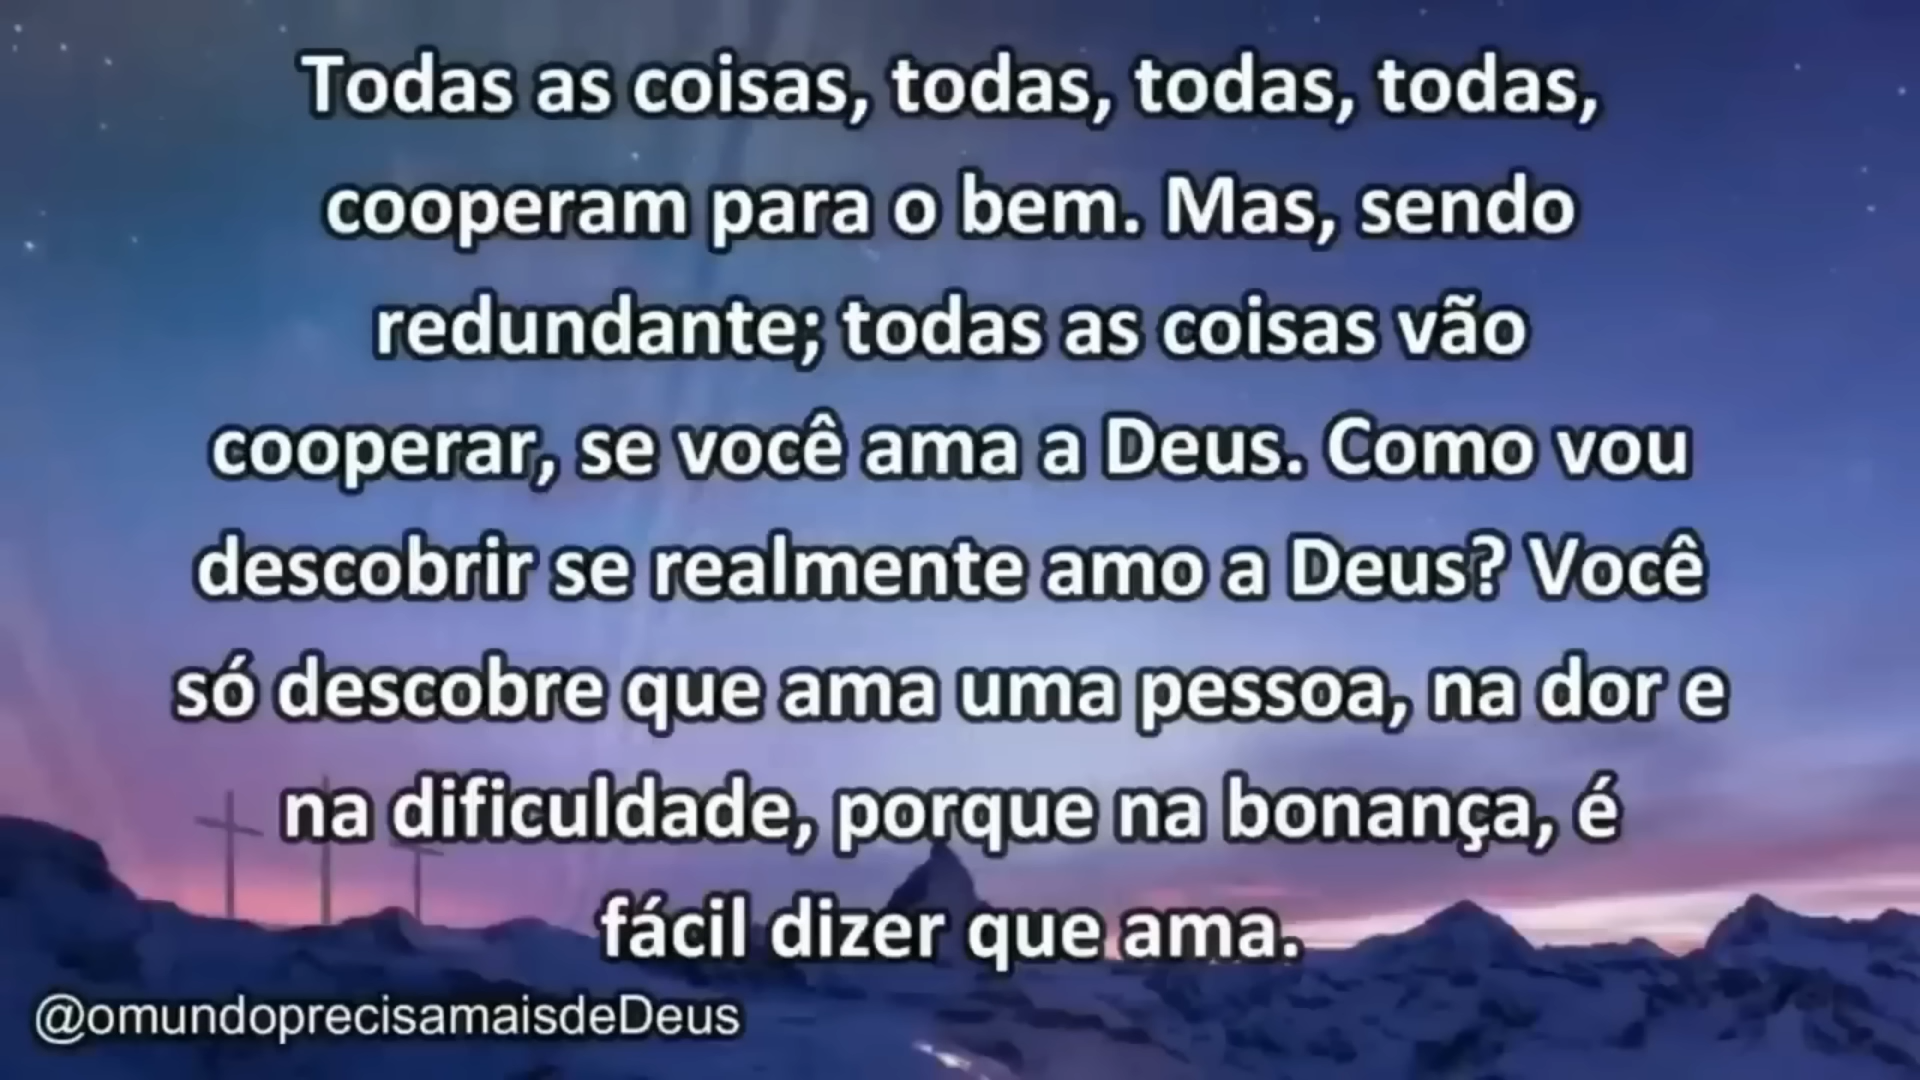 Todas as coisas, todas, todas, todas,
cooperam para o bem. Mas, sendo
redundante; todas as coisas vão
cooperar, se você ama a Deus. Como vou
descobrir se realmente amo a Deus? Você
só descobre que ama uma pessoa, na dor e
na dificuldade, porque na bonança, é
fácil dizer que ama.
@omundoprecisamaisdeDeus